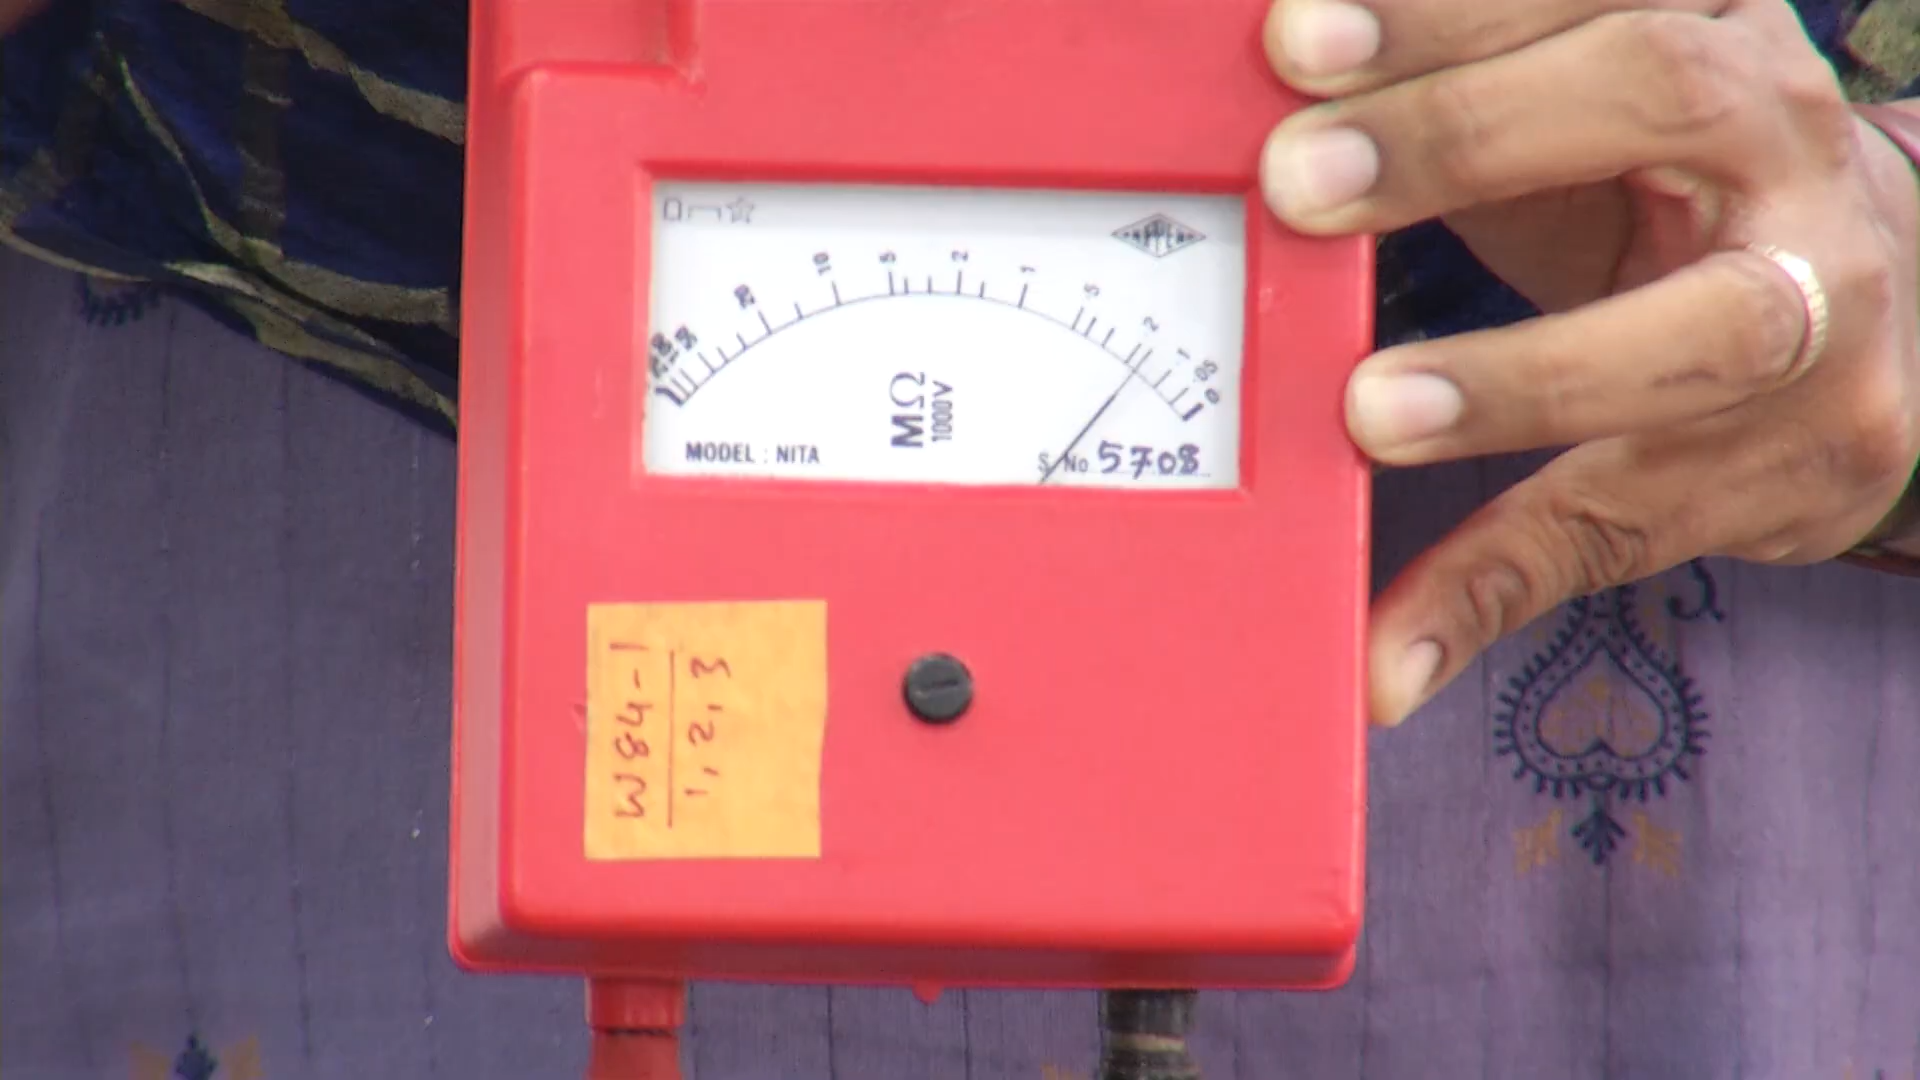 20 10 5 2 1 .5 .2 .1 .05 0
MΩ
1000V
MODEL : NITA
S No 5708
W84-1
1, 2, 3